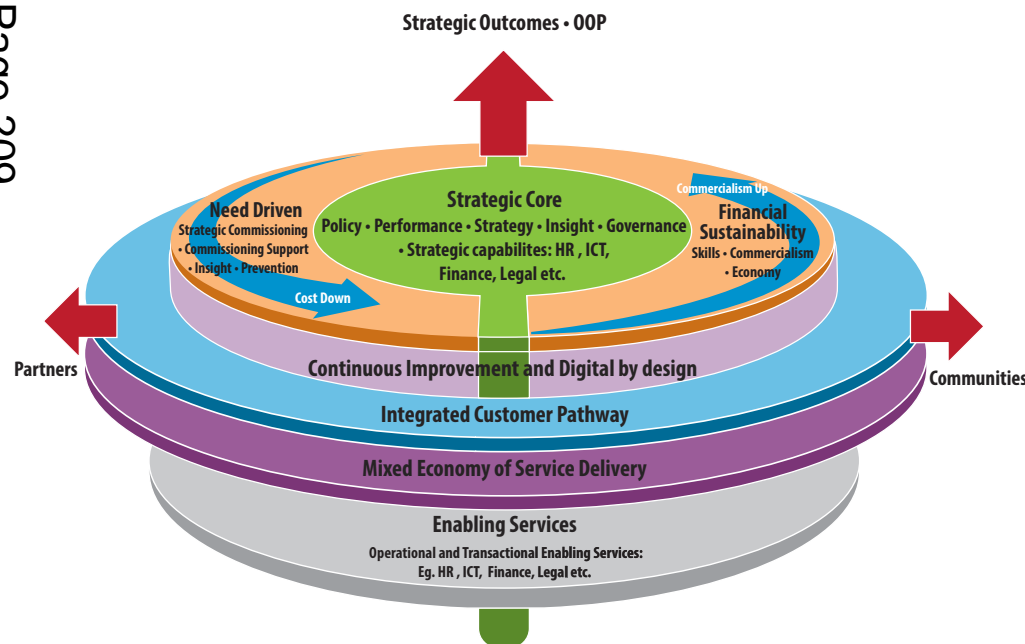 Page 209
Strategic Outcomes • OOP
Strategic Core
Policy • Performance • Strategy • Insight • Governance
• Strategic capabilites: HR , ICT,
Finance, Legal etc.
Need Driven
Strategic Commissioning
• Commissioning Support
• Insight • Prevention
Cost Down
Commercialism Up
Financial
Sustainability
Skills • Commercialism
• Economy
Partners
Communities
Continuous Improvement and Digital by design
Integrated Customer Pathway
Mixed Economy of Service Delivery
Enabling Services
Operational and Transactional Enabling Services:
Eg. HR , ICT, Finance, Legal etc.